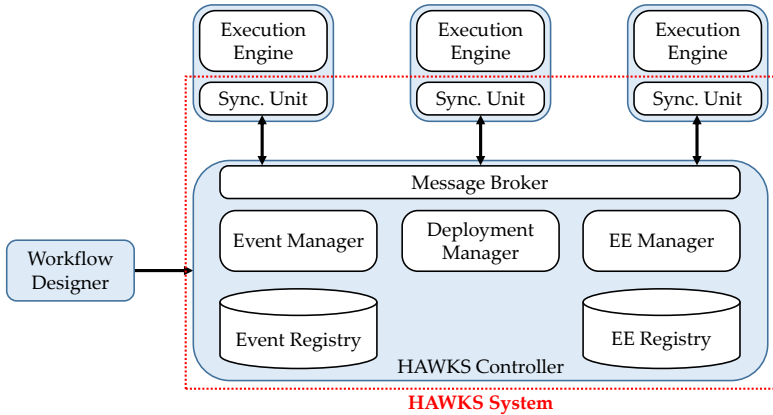 Execution
Engine
Execution
Engine
Execution
Engine
Sync. Unit
Sync. Unit
Sync. Unit
Message Broker
Event Manager
Deployment
Manager
EE Manager
Workflow
Designer
Event Registry
EE Registry
HAWKS Controller
HAWKS System